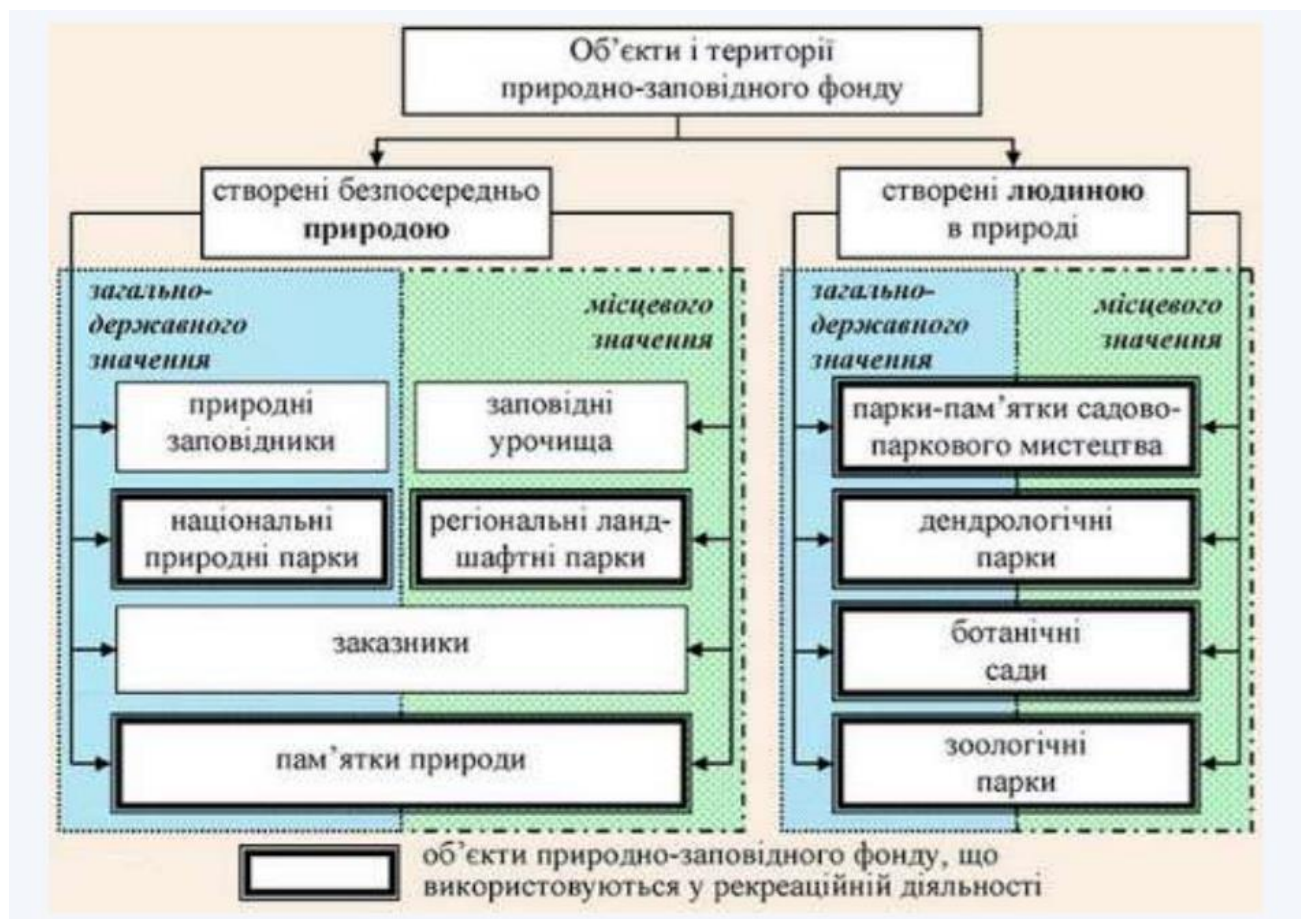 Об’єкти і території
природно-заповідного фонду
створені безпосередньо
природою
створені людиною
в природі
загально-
державного
значення
місцевого
значення
загально-
державного
значення
місцевого
значення
природні
заповідники
заповідні
урочища
національні
природні парки
регіональні ланд-
шафтні парки
заказники
пам’ятки природи
парки-пам’ятки садово-
паркового мистецтва
дендрологічні
парки
ботанічні
сади
зоологічні
парки
об’єкти природно-заповідного фонду, що
використовуються у рекреаційній діяльності